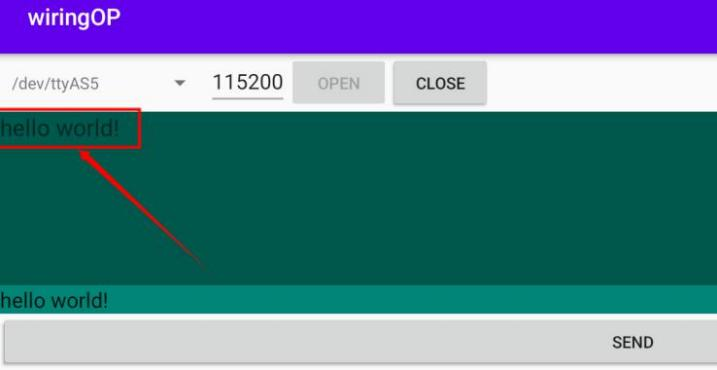 wiringOP
/dev/ttyAS5 115200 OPEN CLOSE
hello world!
hello world!
SEND